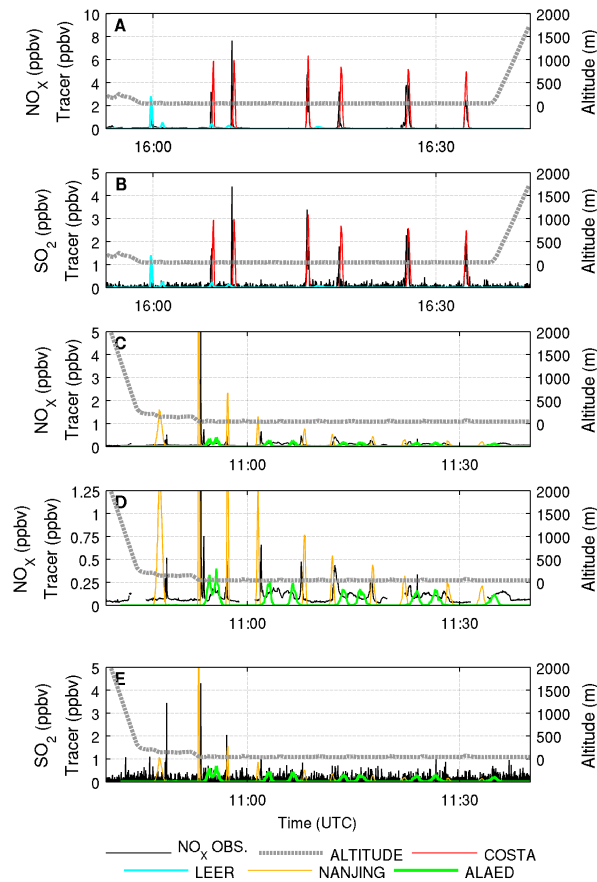 A
NOX (ppbv)
Tracer (ppbv)
10
8
6
4
2
0
2000
1500
1000
500
0
Altitude (m)
16:00
16:30
B
SO2 (ppbv)
Tracer (ppbv)
5
4
3
2
1
0
2000
1500
1000
500
0
Altitude (m)
16:00
16:30
C
NOX (ppbv)
Tracer (ppbv)
5
4
3
2
1
0
2000
1500
1000
500
0
Altitude (m)
11:00
11:30
D
NOX (ppbv)
Tracer (ppbv)
1.25
1
0.75
0.5
0.25
0
2000
1500
1000
500
0
Altitude (m)
11:00
11:30
E
SO2 (ppbv)
Tracer (ppbv)
5
4
3
2
1
0
2000
1500
1000
500
0
Altitude (m)
11:00
11:30
Time (UTC)
NOX OBS.
ALTITUDE
COSTA
LEER
NANJING
ALAED